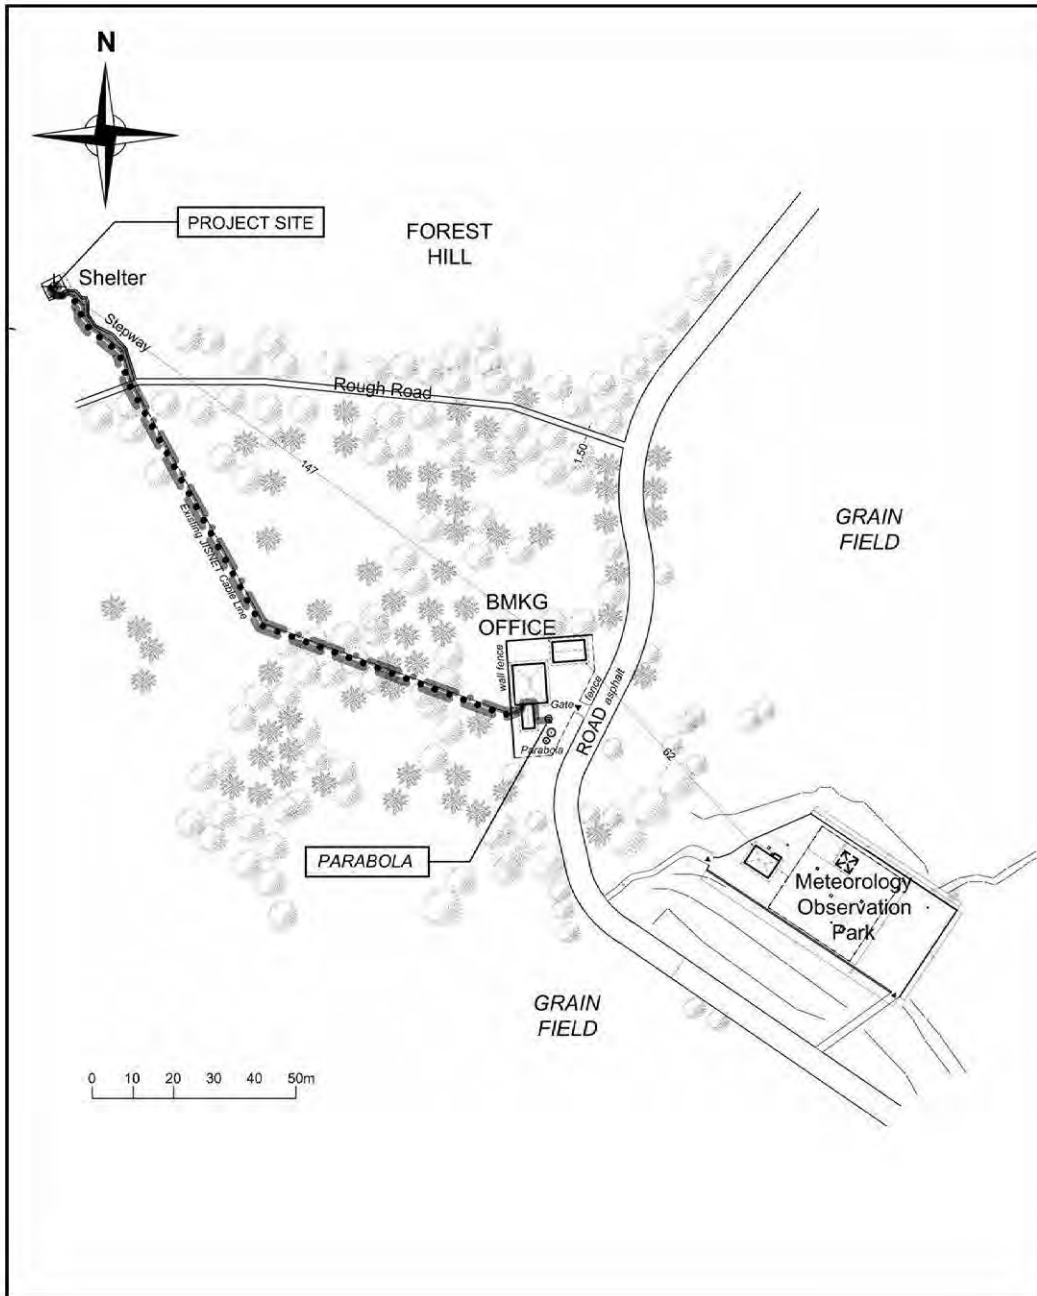 N
PROJECT SITE
FOREST
HILL
Shelter
Stepway
Rough Road
1.50
147
GRAIN
FIELD
Existing JISNET Cable Line
BMKG
OFFICE
wall fence
fence
Gate
ROAD asphalt
Parabola
62
PARABOLA
Meteorology
Observation
Park
GRAIN
FIELD
0 10 20 30 40 50m